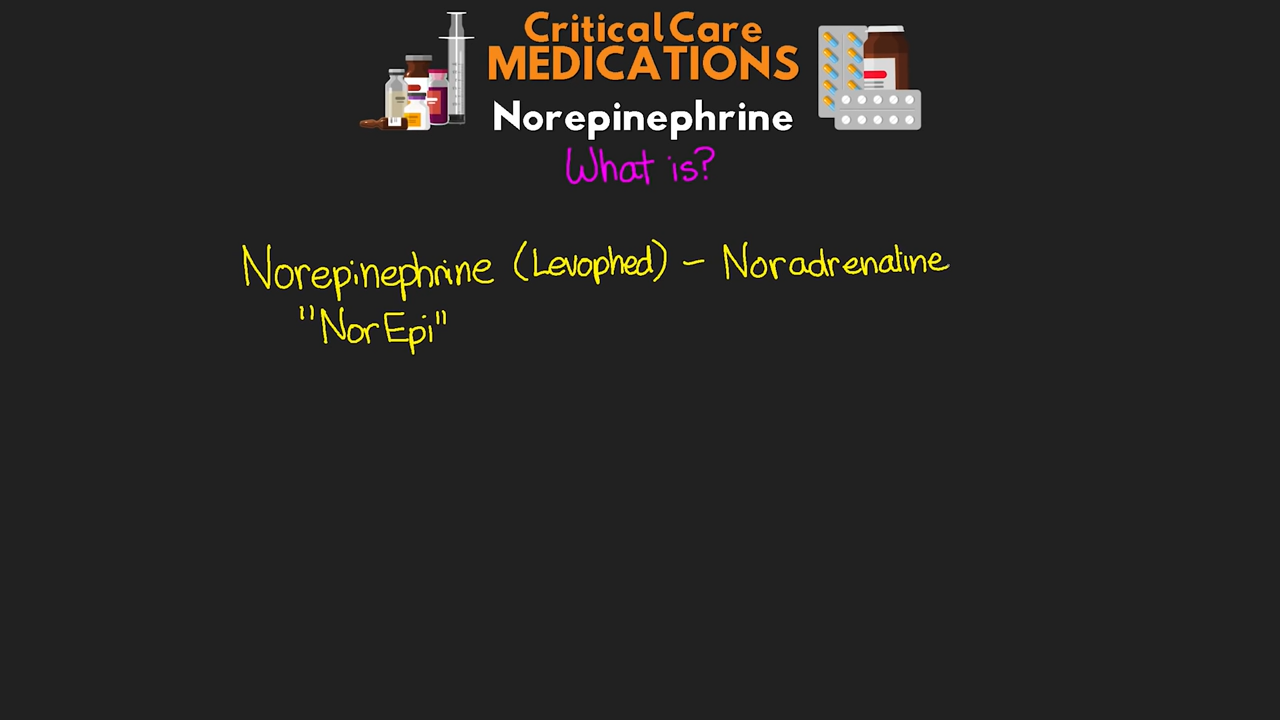 Critical Care
MEDICATIONS
Norepinephrine
What is?
Norepinephrine (Levophed) - Noradrenaline
"NorEpi"